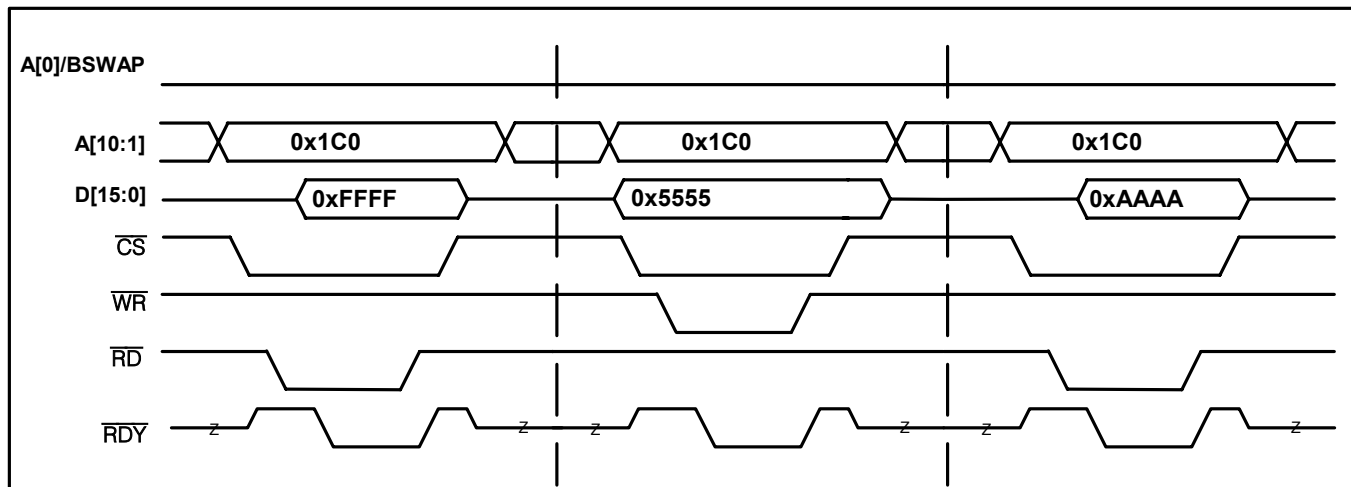 A[0]/BSWAP
A[10:1] 0x1C0 0x1C0 0x1C0
D[15:0] 0xFFFF 0x5555 0xAAAA
CS
WR
RD
RDY Z Z Z Z Z Z